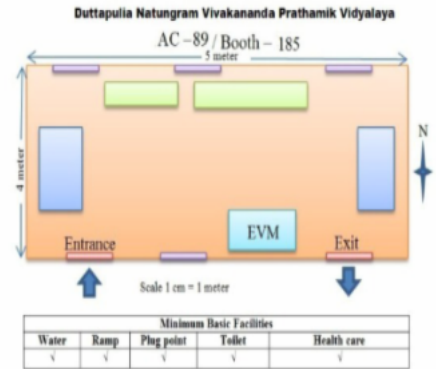 Duttapulia Natungram Vivakananda Prathamik Vidyalaya
AC –89 / Booth – 185
5 meter
4 meter
N
EVM
Entrance
Exit
Scale 1 cm = 1 meter
Minimum Basic Facilities
Water Ramp Plug point Toilet Health care
√ √ √ √ √